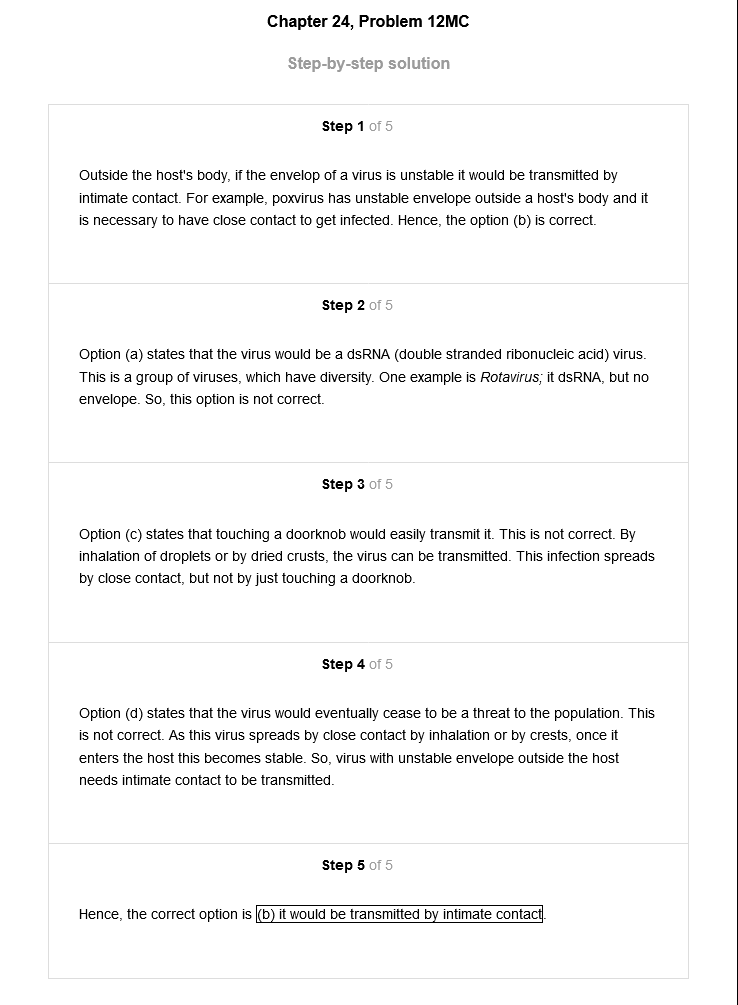 Chapter 24, Problem 12MC
Step-by-step solution
Step 1 of 5
Outside the host's body, if the envelop of a virus is unstable it would be transmitted by
intimate contact. For example, poxvirus has unstable envelope outside a host's body and it
is necessary to have close contact to get infected. Hence, the option (b) is correct.
Step 2 of 5
Option (a) states that the virus would be a dsRNA (double stranded ribonucleic acid) virus.
This is a group of viruses, which have diversity. One example is Rotavirus; it dsRNA, but no
envelope. So, this option is not correct.
Step 3 of 5
Option (c) states that touching a doorknob would easily transmit it. This is not correct. By
inhalation of droplets or by dried crusts, the virus can be transmitted. This infection spreads
by close contact, but not by just touching a doorknob.
Step 4 of 5
Option (d) states that the virus would eventually cease to be a threat to the population. This
is not correct. As this virus spreads by close contact by inhalation or by crests, once it
enters the host this becomes stable. So, virus with unstable envelope outside the host
needs intimate contact to be transmitted.
Step 5 of 5
Hence, the correct option is (b) it would be transmitted by intimate contact.